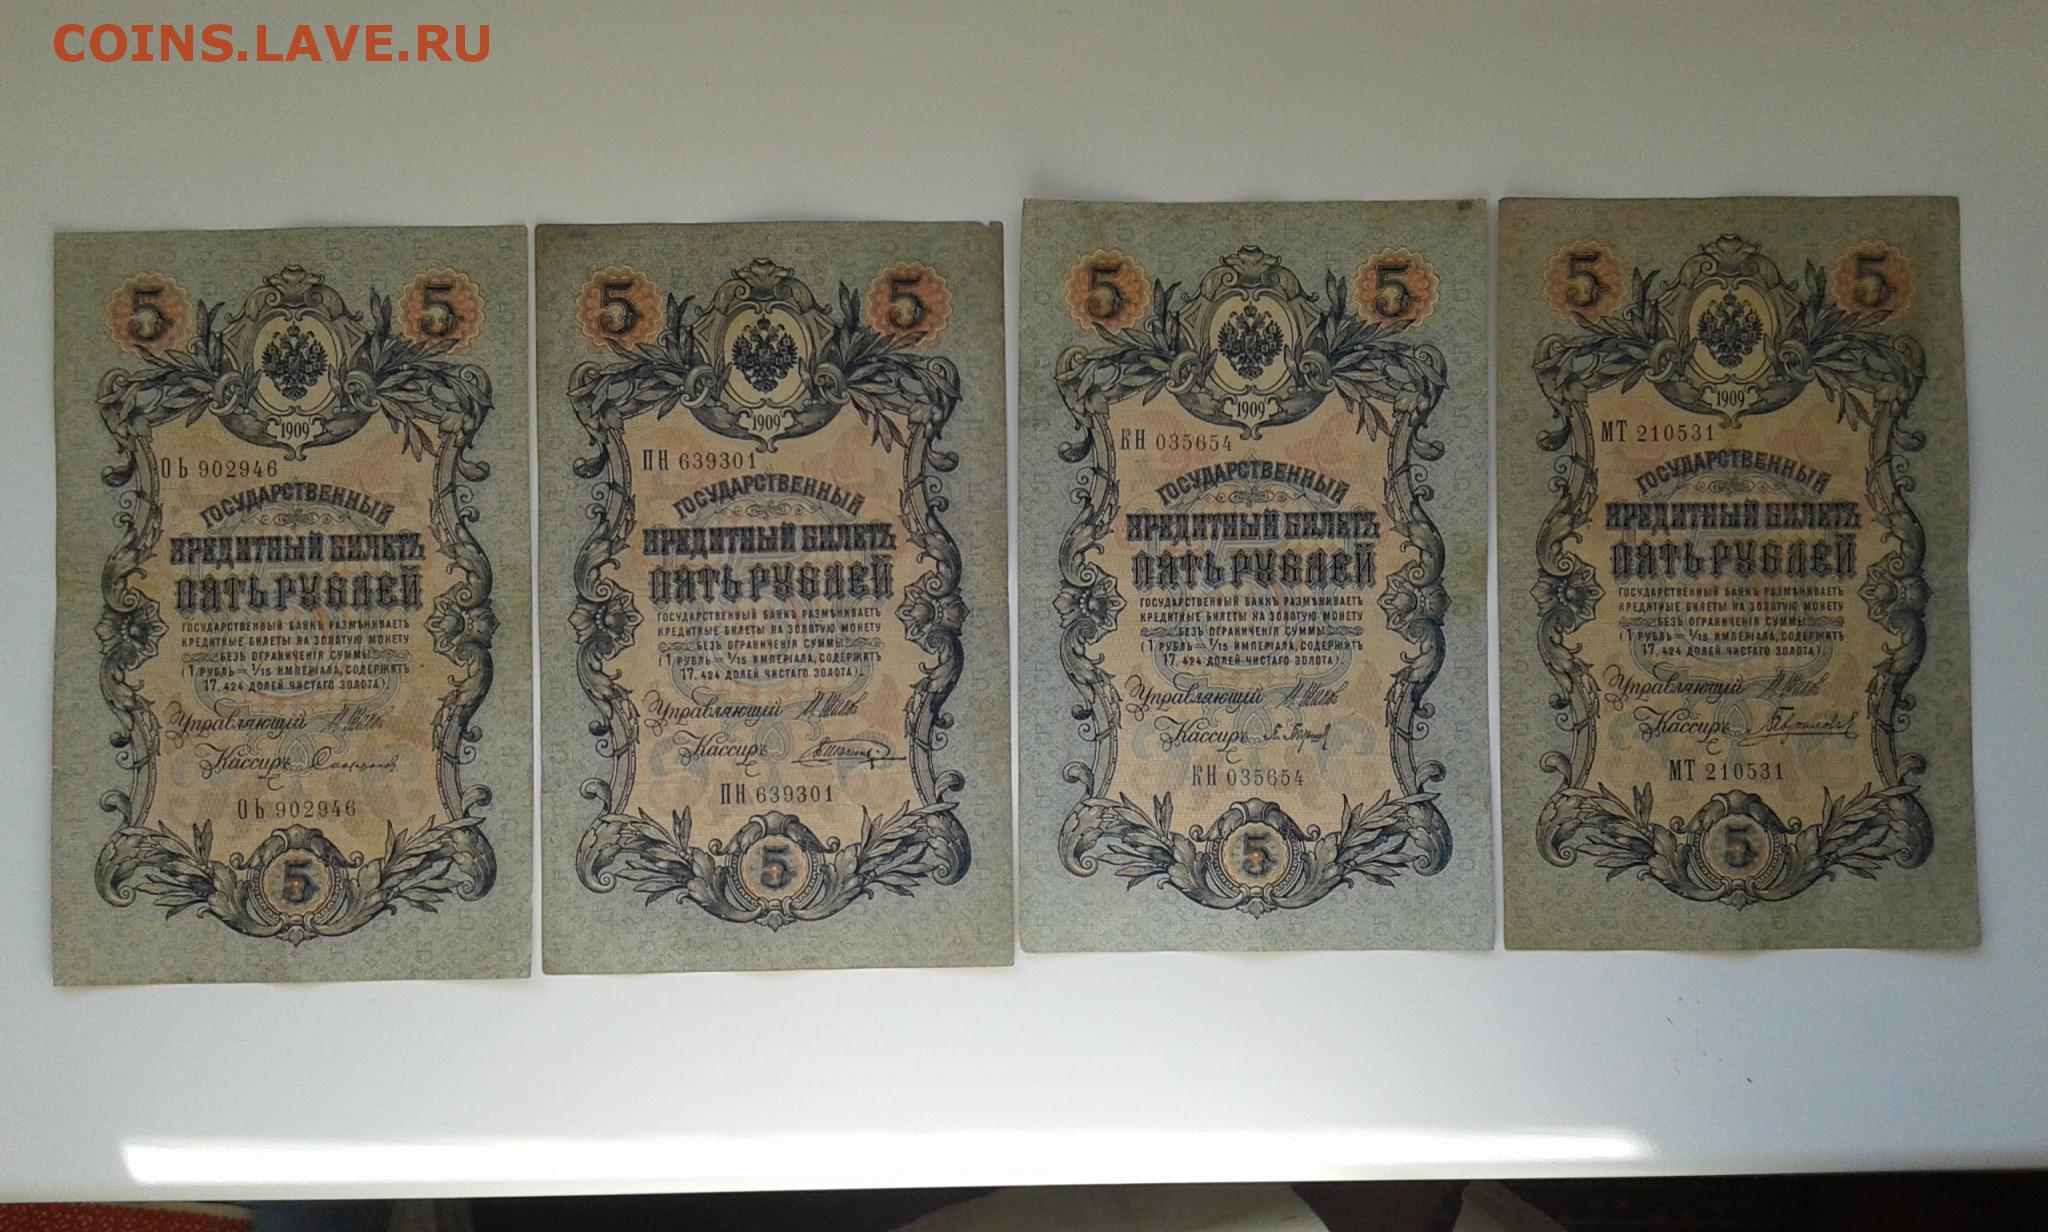 COINS.LAVE.RU
5 5
1909
ОЬ 902946
ГОСУДАРСТВЕННЫЙ
КРЕДИТНЫЙ БИЛЕТЪ
ПЯТЬ РУБЛЕЙ
ГОСУДАРСТВЕННЫЙ БАНКЪ РАЗМѢНИВАЕТЪ
КРЕДИТНЫЕ БИЛЕТЫ НА ЗОЛОТУЮ МОНЕТУ
БЕЗЪ ОГРАНИЧЕНІЯ СУММЫ
(1 РУБЛЬ = 1/15 ИМПЕРІАЛА, СОДЕРЖИТЪ
17,424 ДОЛЕЙ ЧИСТАГО ЗОЛОТА).
Управляющий
Кассиръ
ОЬ 902946
5
5 5
1909
ПН 639301
ГОСУДАРСТВЕННЫЙ
КРЕДИТНЫЙ БИЛЕТЪ
ПЯТЬ РУБЛЕЙ
ГОСУДАРСТВЕННЫЙ БАНКЪ РАЗМѢНИВАЕТЪ
КРЕДИТНЫЕ БИЛЕТЫ НА ЗОЛОТУЮ МОНЕТУ
БЕЗЪ ОГРАНИЧЕНІЯ СУММЫ
(1 РУБЛЬ = 1/15 ИМПЕРІАЛА, СОДЕРЖИТЪ
17,424 ДОЛЕЙ ЧИСТАГО ЗОЛОТА).
Управляющий
Кассиръ
ПН 639301
5
5 5
1909
КН 035654
ГОСУДАРСТВЕННЫЙ
КРЕДИТНЫЙ БИЛЕТЪ
ПЯТЬ РУБЛЕЙ
ГОСУДАРСТВЕННЫЙ БАНКЪ РАЗМѢНИВАЕТЪ
КРЕДИТНЫЕ БИЛЕТЫ НА ЗОЛОТУЮ МОНЕТУ
БЕЗЪ ОГРАНИЧЕНІЯ СУММЫ
(1 РУБЛЬ = 1/15 ИМПЕРІАЛА, СОДЕРЖИТЪ
17,424 ДОЛЕЙ ЧИСТАГО ЗОЛОТА).
Управляющий
Кассиръ
КН 035654
5
5 5
1909
МТ 210531
ГОСУДАРСТВЕННЫЙ
КРЕДИТНЫЙ БИЛЕТЪ
ПЯТЬ РУБЛЕЙ
ГОСУДАРСТВЕННЫЙ БАНКЪ РАЗМѢНИВАЕТЪ
КРЕДИТНЫЕ БИЛЕТЫ НА ЗОЛОТУЮ МОНЕТУ
БЕЗЪ ОГРАНИЧЕНІЯ СУММЫ
(1 РУБЛЬ = 1/15 ИМПЕРІАЛА, СОДЕРЖИТЪ
17,424 ДОЛЕЙ ЧИСТАГО ЗОЛОТА).
Управляющий
Кассиръ
МТ 210531
5